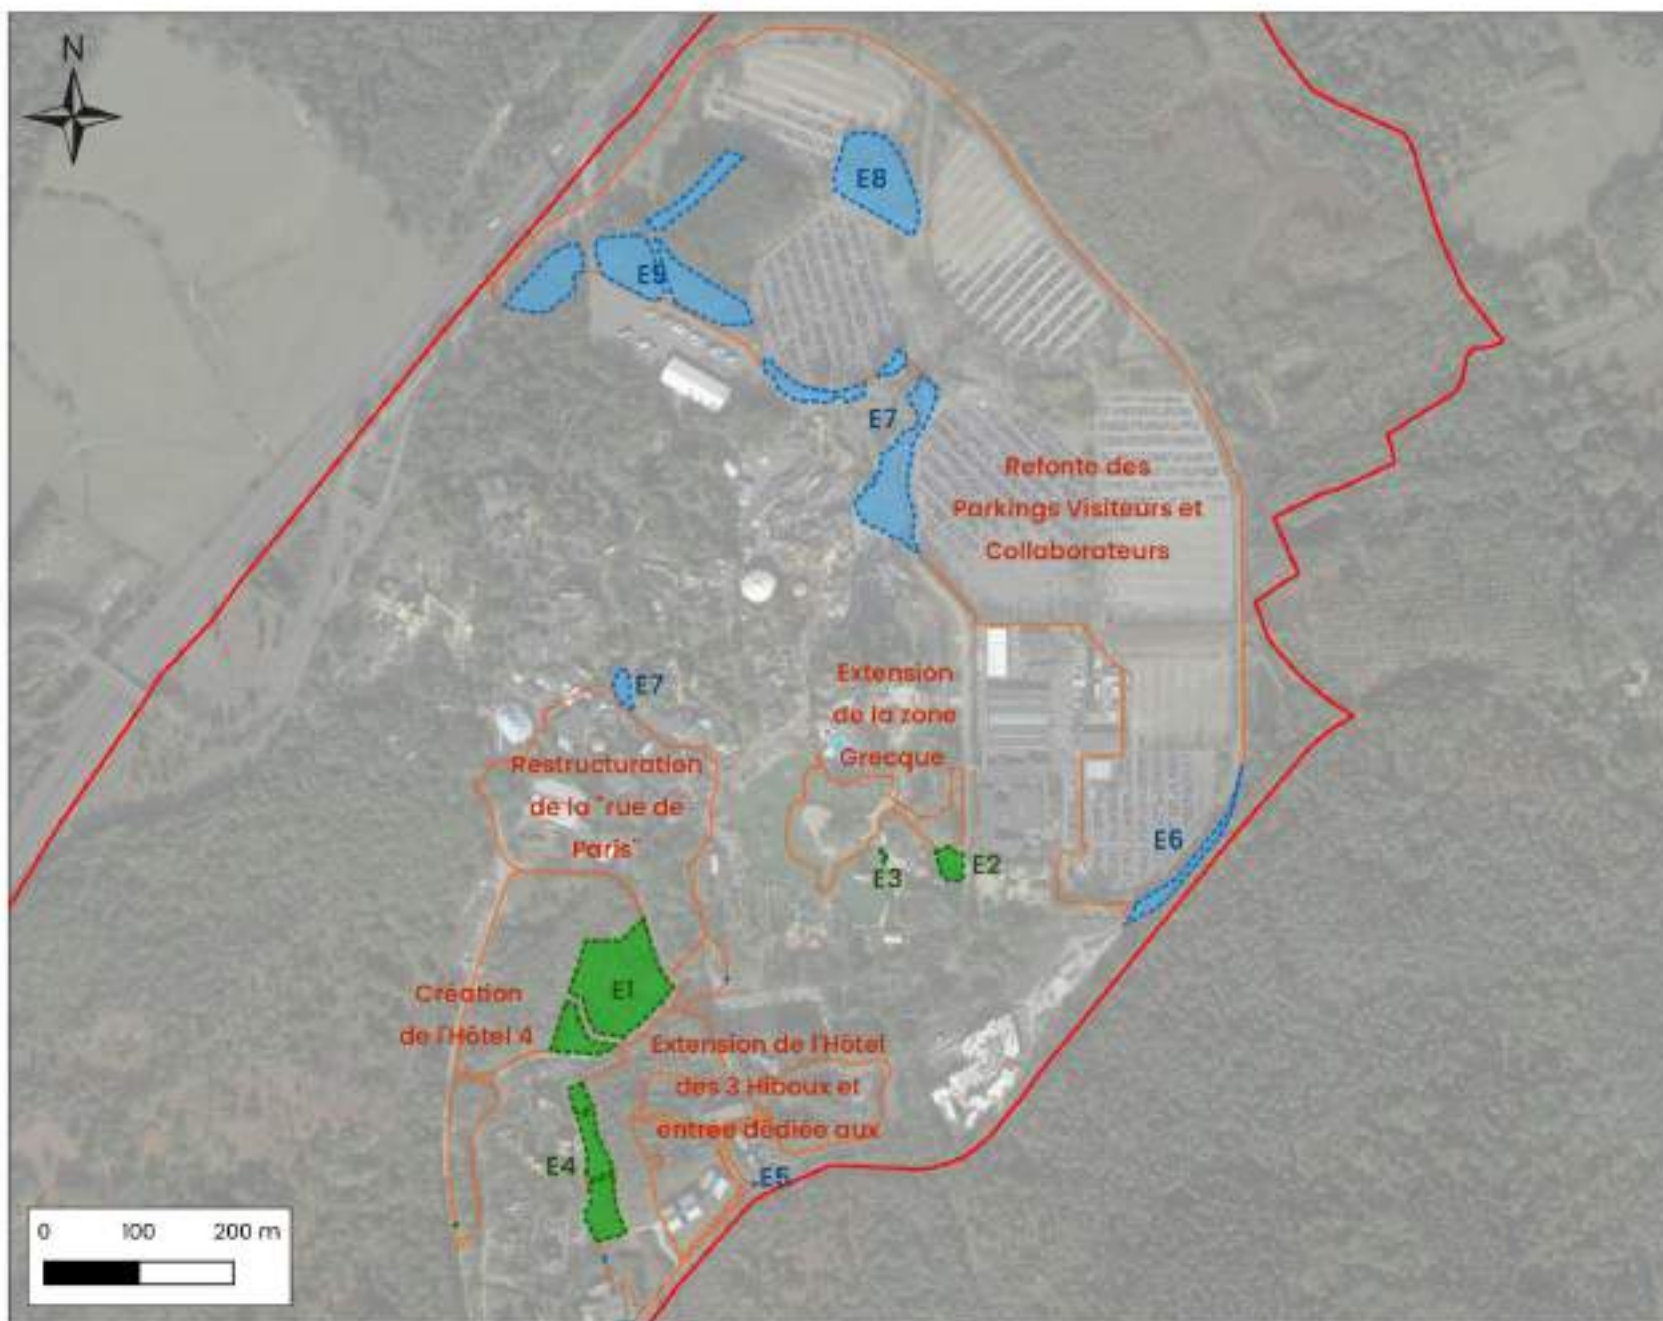 N
E8
E9
E7
Refonte des
Parkings Visiteurs et
Collaborateurs
Extension
de la zone
Grecque
E7
Restructuration
de la "rue de
Paris"
E6
E3
E2
E1
Création
de l'Hôtel 4
Extension de l'Hôtel
des 3 Hiboux et
entrée dédiée aux
E4
E5
0 100 200 m